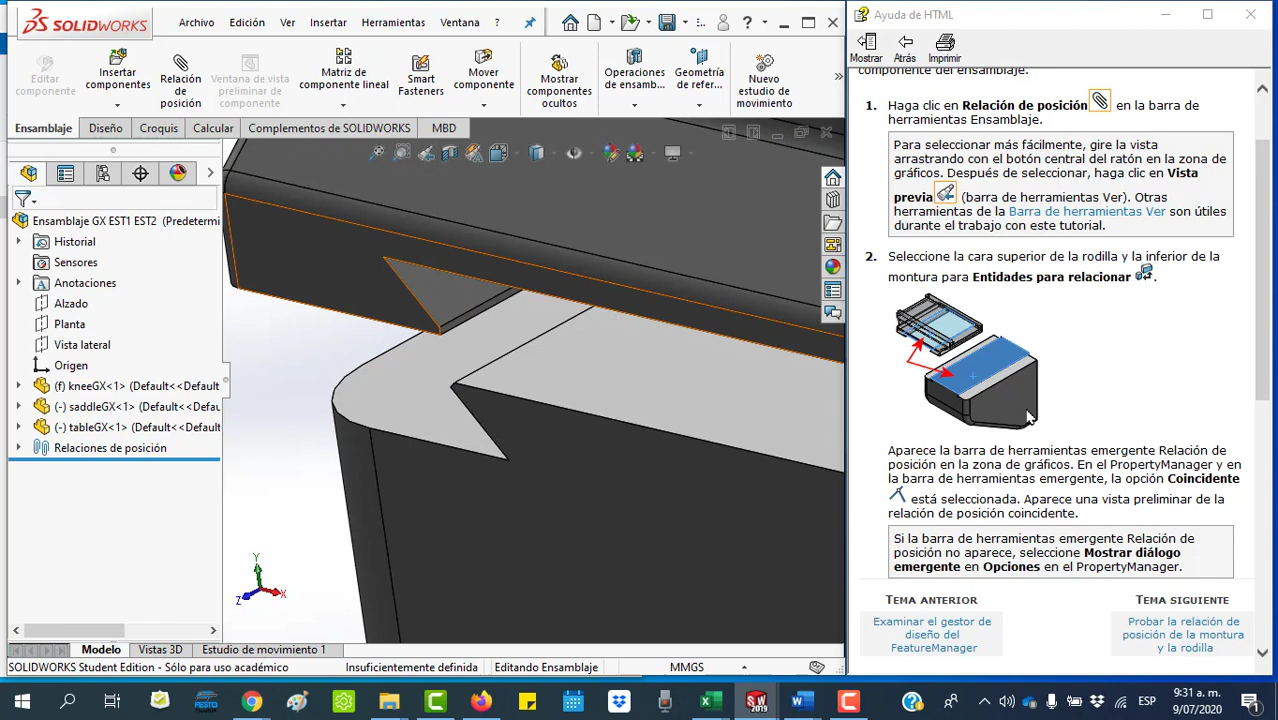 SOLIDWORKS
Archivo Edición Ver Insertar Herramientas Ventana ?
Editar componente
Insertar componentes
Relación de posición
Ventana de vista preliminar de componente
Matriz de componente lineal
Smart Fasteners
Mover componente
Mostrar componentes ocultos
Operaciones de ensamb...
Geometría de refer...
Nuevo estudio de movimiento
Ensamblaje Diseño Croquis Calcular Complementos de SOLIDWORKS MBD
Ensamblaje GX EST1 EST2 (Predetermi
Historial
Sensores
Anotaciones
Alzado
Planta
Vista lateral
Origen
(f) kneeGX<1> (Default<<Default
(-) saddleGX<1> (Default<<Defau
(-) tableGX<1> (Default<<Default
Relaciones de posición
Y
Z
X
Modelo Vistas 3D Estudio de movimiento 1
SOLIDWORKS Student Edition - Sólo para uso académico Insuficientemente definida Editando Ensamblaje MMGS
Ayuda de HTML
Mostrar Atrás Imprimir
componente del ensamblaje.
1. Haga clic en Relación de posición en la barra de
herramientas Ensamblaje.
Para seleccionar más fácilmente, gire la vista
arrastrando con el botón central del ratón en la zona de
gráficos. Después de seleccionar, haga clic en Vista
previa (barra de herramientas Ver). Otras
herramientas de la Barra de herramientas Ver son útiles
durante el trabajo con este tutorial.
2. Seleccione la cara superior de la rodilla y la inferior de la
montura para Entidades para relacionar .
Aparece la barra de herramientas emergente Relación de
posición en la zona de gráficos. En el PropertyManager y en
la barra de herramientas emergente, la opción Coincidente
está seleccionada. Aparece una vista preliminar de la
relación de posición coincidente.
Si la barra de herramientas emergente Relación de
posición no aparece, seleccione Mostrar diálogo
emergente en Opciones en el PropertyManager.
TEMA ANTERIOR
Examinar el gestor de
diseño del
FeatureManager
TEMA SIGUIENTE
Probar la relación de
posición de la montura
y la rodilla
FESTO
SW
2019
ESP
9:31 a. m.
9/07/2020
1